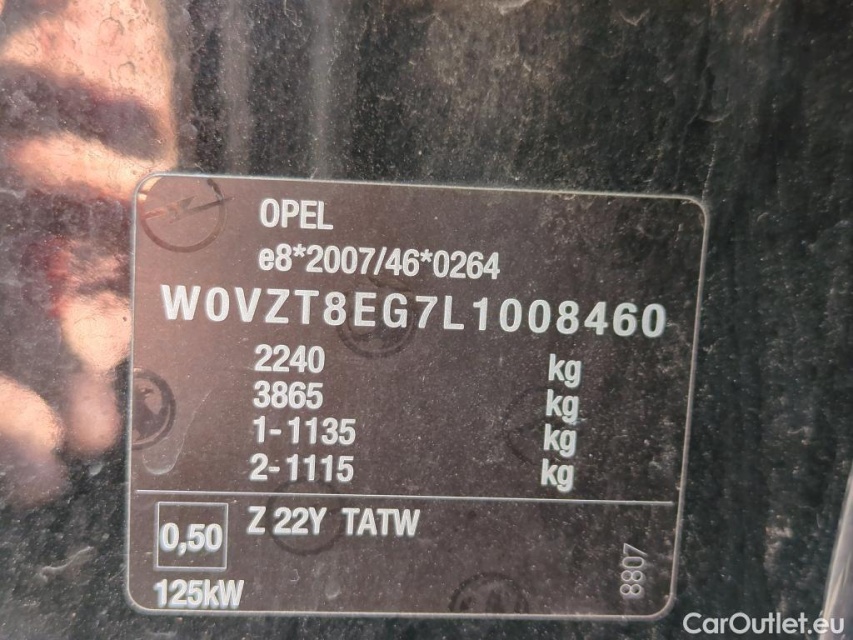 OPEL
e8*2007/46*0264
W0VZT8EG7L1008460
2240 kg
3865 kg
1-1135 kg
2-1115 kg
0,50
Z 22Y TATW
125kW
8807
CarOutlet.eu